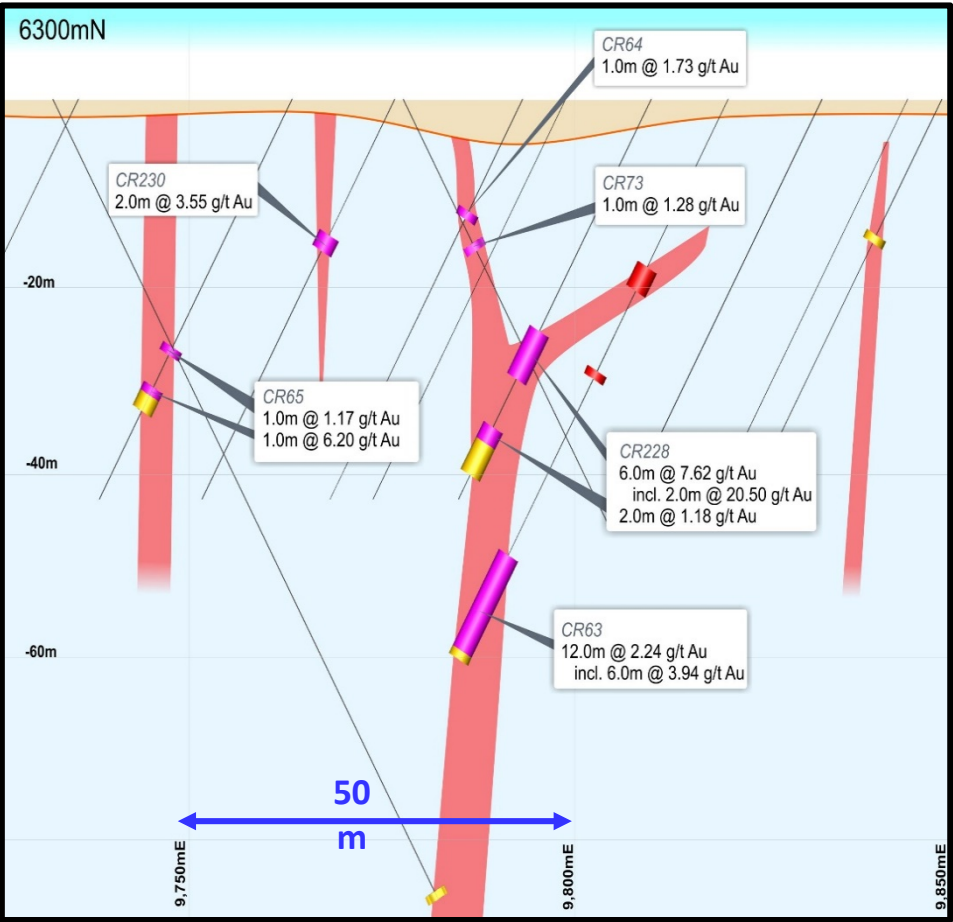 6300mN
CR64
1.0m @ 1.73 g/t Au
CR230
2.0m @ 3.55 g/t Au
CR73
1.0m @ 1.28 g/t Au
-20m
CR65
1.0m @ 1.17 g/t Au
1.0m @ 6.20 g/t Au
-40m
CR228
6.0m @ 7.62 g/t Au
incl. 2.0m @ 20.50 g/t Au
2.0m @ 1.18 g/t Au
CR63
12.0m @ 2.24 g/t Au
incl. 6.0m @ 3.94 g/t Au
-60m
50
m
9,750mE
9,800mE
9,850mE